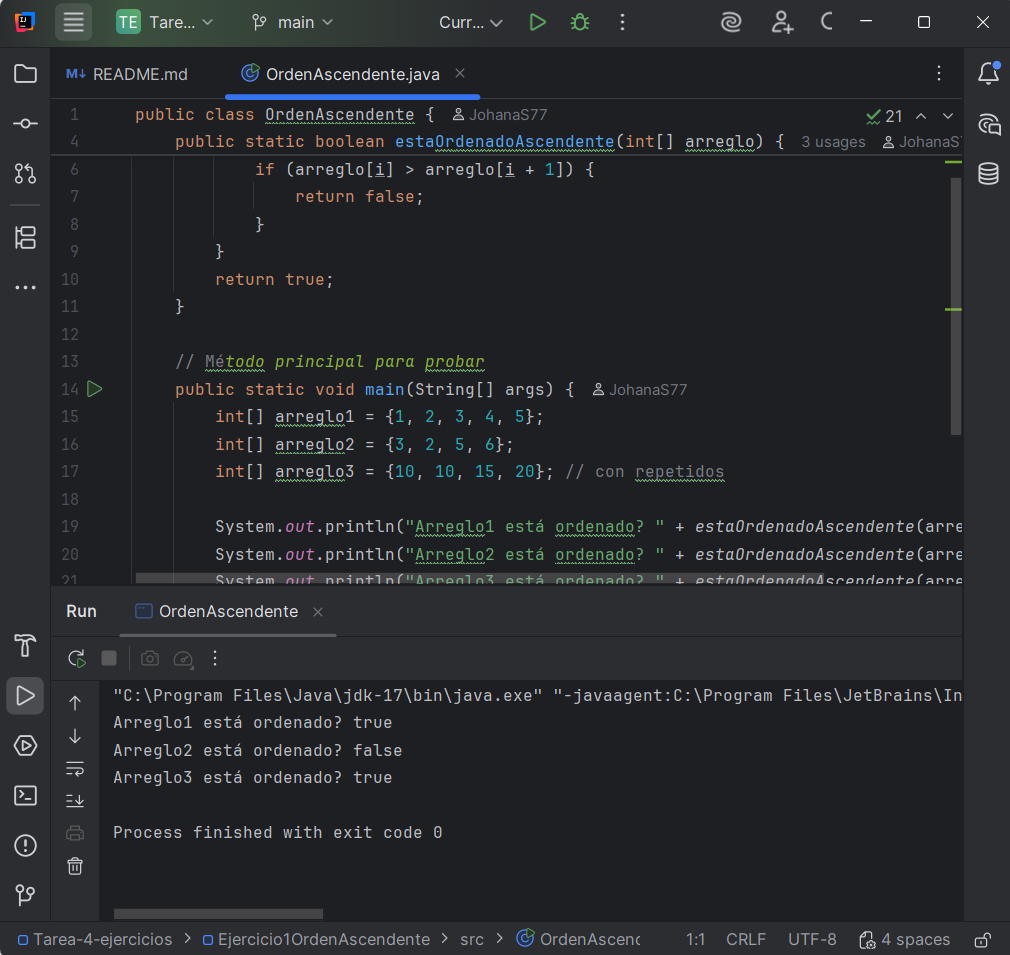 TE Tare... main Curr...
README.md OrdenAscendente.java
1 public class OrdenAscendente { JohanaS77 21
4 public static boolean estaOrdenadoAscendente(int[] arreglo) { 3 usages JohanaS
6 if (arreglo[i] > arreglo[i + 1]) {
7 return false;
8 }
9 }
10 return true;
11 }
12
13 // Método principal para probar
14 public static void main(String[] args) { JohanaS77
15 int[] arreglo1 = {1, 2, 3, 4, 5};
16 int[] arreglo2 = {3, 2, 5, 6};
17 int[] arreglo3 = {10, 10, 15, 20}; // con repetidos
18
19 System.out.println("Arreglo1 está ordenado? " + estaOrdenadoAscendente(arre
20 System.out.println("Arreglo2 está ordenado? " + estaOrdenadoAscendente(arre
21 System.out.println("Arreglo3 está ordenado? " + estaOrdenadoAscendente(arre
Run OrdenAscendente
"C:\Program Files\Java\jdk-17\bin\java.exe" "-javaagent:C:\Program Files\JetBrains\In
Arreglo1 está ordenado? true
Arreglo2 está ordenado? false
Arreglo3 está ordenado? true
Process finished with exit code 0
Tarea-4-ejercicios > Ejercicio1OrdenAscendente > src > OrdenAscenc 1:1 CRLF UTF-8 4 spaces